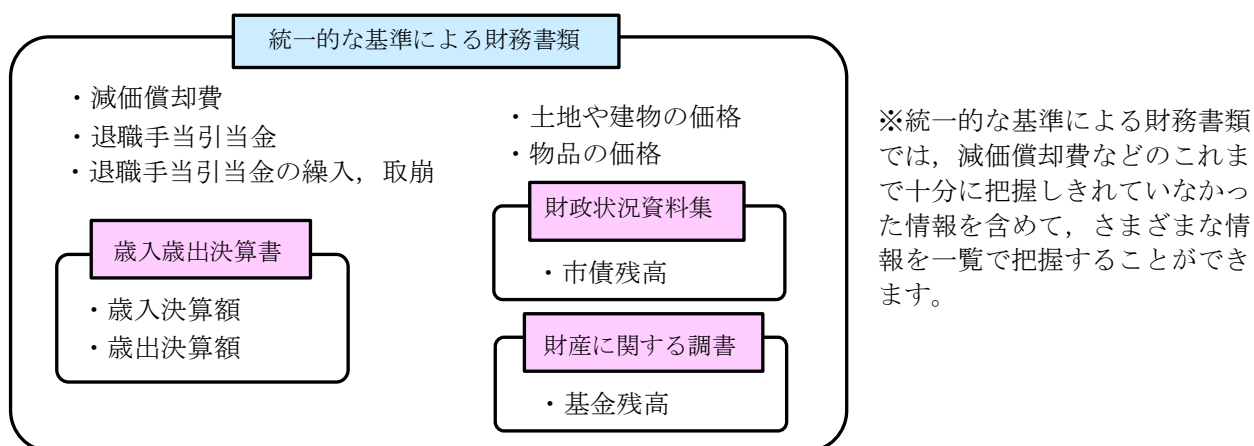 統一的な基準による財務書類
・減価償却費
・退職手当引当金
・退職手当引当金の繰入，取崩
歳入歳出決算書
・歳入決算額
・歳出決算額
・土地や建物の価格
・物品の価格
財政状況資料集
・市債残高
財産に関する調書
・基金残高
※統一的な基準による財務書類
では，減価償却費などのこれま
で十分に把握しきれていなかっ
た情報を含めて，さまざまな情
報を一覧で把握することができ
ます。